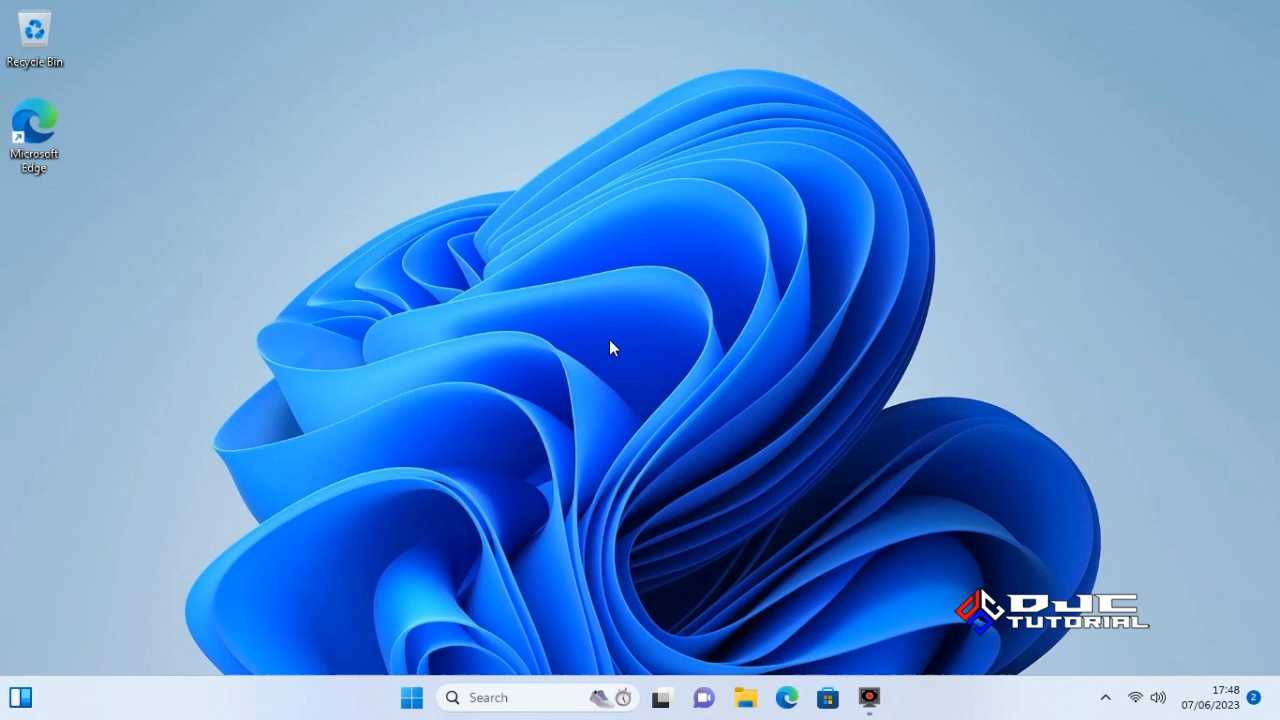 Recycle Bin
Microsoft
Edge
DJC
TUTORIAL
Search
17:48
07/06/2023
2